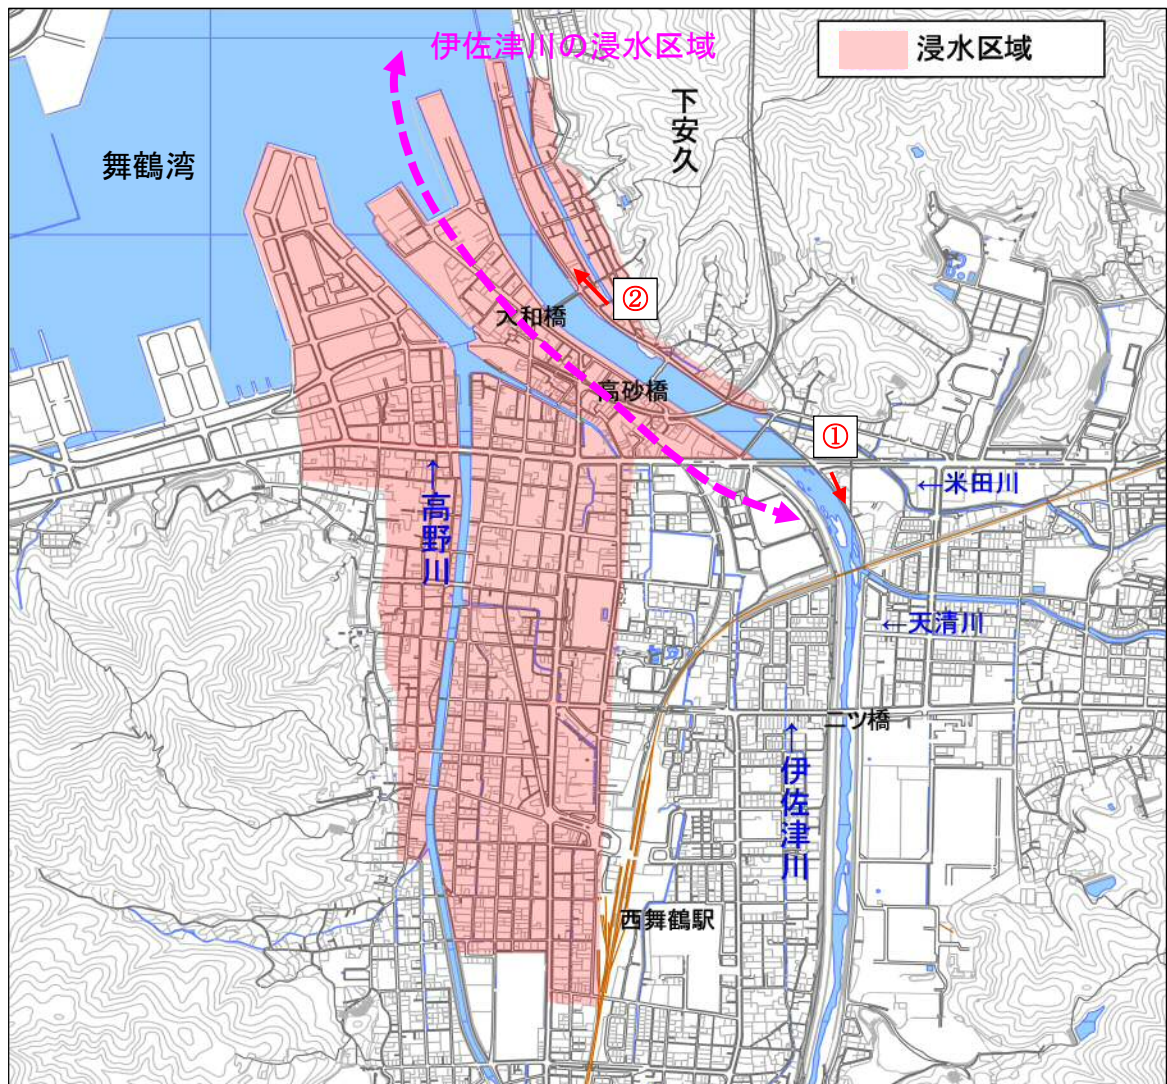 伊佐津川の浸水区域
浸水区域
下安久
舞鶴湾
②
大和橋
高砂橋
①
←高野川
←米田川
←天清川
二ツ橋
←伊佐津川
西舞鶴駅